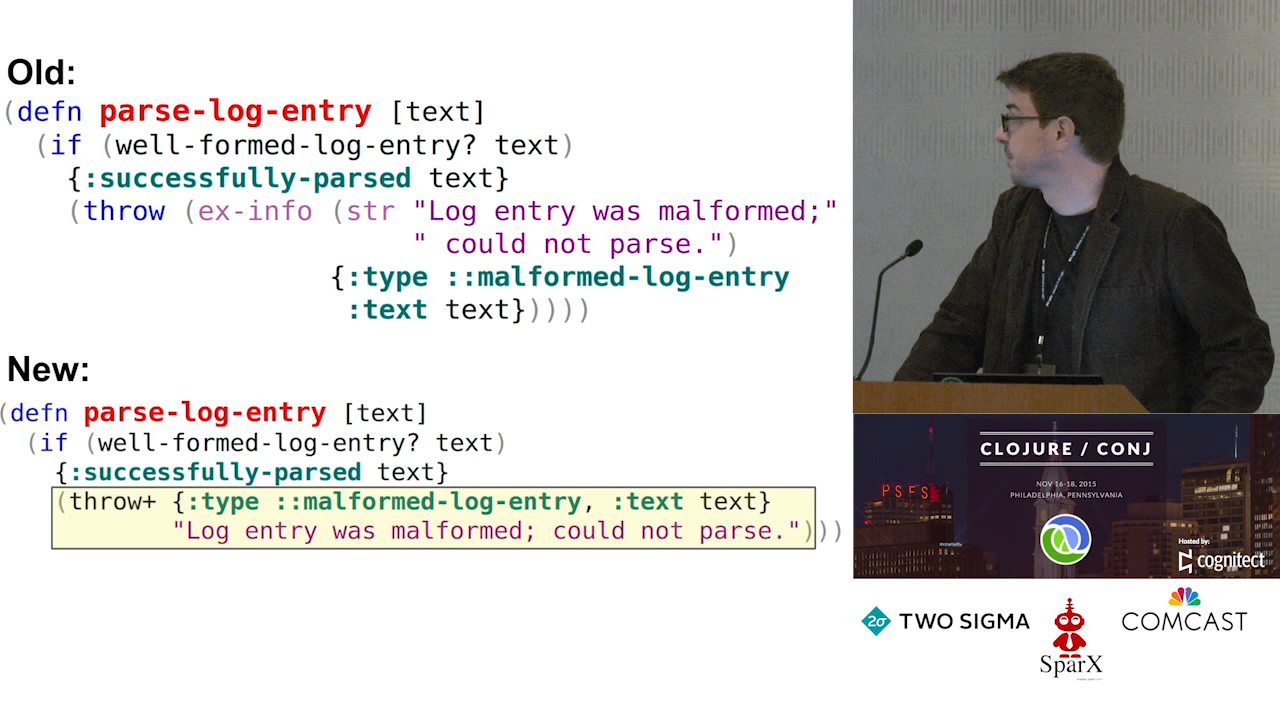 Old:
(defn parse-log-entry [text]
  (if (well-formed-log-entry? text)
    {:successfully-parsed text}
    (throw (ex-info (str "Log entry was malformed;"
                         " could not parse.")
                    {:type ::malformed-log-entry
                     :text text}))))
New:
(defn parse-log-entry [text]
  (if (well-formed-log-entry? text)
    {:successfully-parsed text}
    (throw+ {:type ::malformed-log-entry, :text text}
            "Log entry was malformed; could not parse.")))
CLOJURE / CONJ
NOV 16-18, 2015
PHILADELPHIA, PENNSYLVANIA
PSFS
Hosted by:
cognitect
2σ TWO SIGMA
SparX
COMCAST